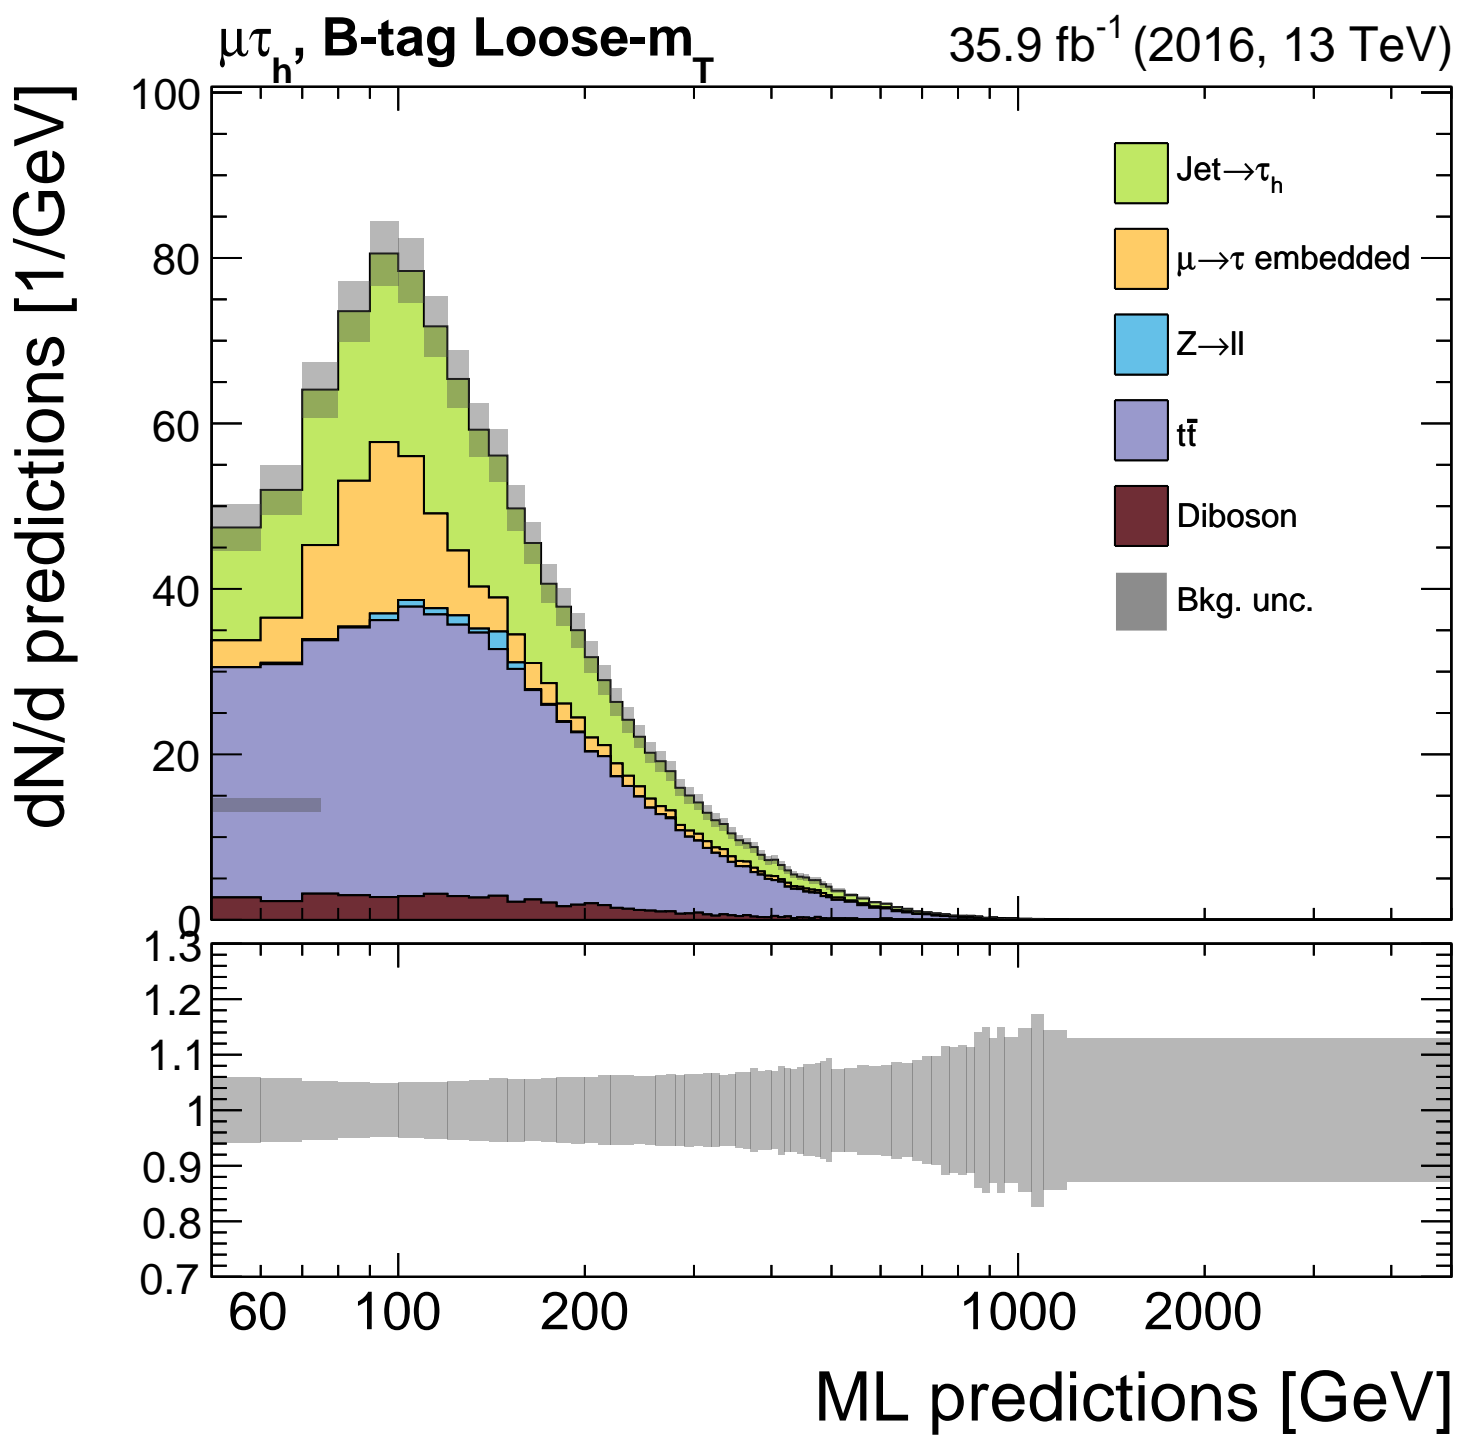 μτh, B-tag Loose-mT
35.9 fb-1 (2016, 13 TeV)
dN/d predictions [1/GeV]
100
80
60
40
20
0
Jet→τh
μ→τ embedded
Z→ll
tt̄
Diboson
Bkg. unc.
1.3
1.2
1.1
1
0.9
0.8
0.7
60 100 200 1000 2000
ML predictions [GeV]